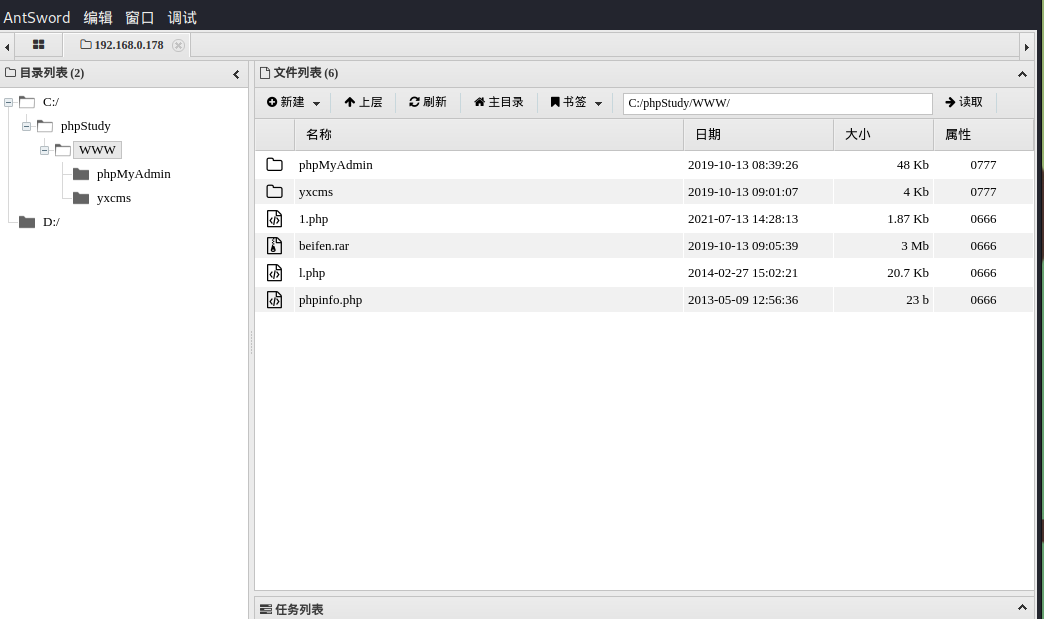 AntSword 编辑 窗口 调试
192.168.0.178
目录列表 (2)
C:/
phpStudy
WWW
phpMyAdmin
yxcms
D:/
文件列表 (6)
新建 上层 刷新 主目录 书签 C:/phpStudy/WWW/ 读取
名称 日期 大小 属性
phpMyAdmin 2019-10-13 08:39:26 48 Kb 0777
yxcms 2019-10-13 09:01:07 4 Kb 0777
1.php 2021-07-13 14:28:13 1.87 Kb 0666
beifen.rar 2019-10-13 09:05:39 3 Mb 0666
l.php 2014-02-27 15:02:21 20.7 Kb 0666
phpinfo.php 2013-05-09 12:56:36 23 b 0666
任务列表